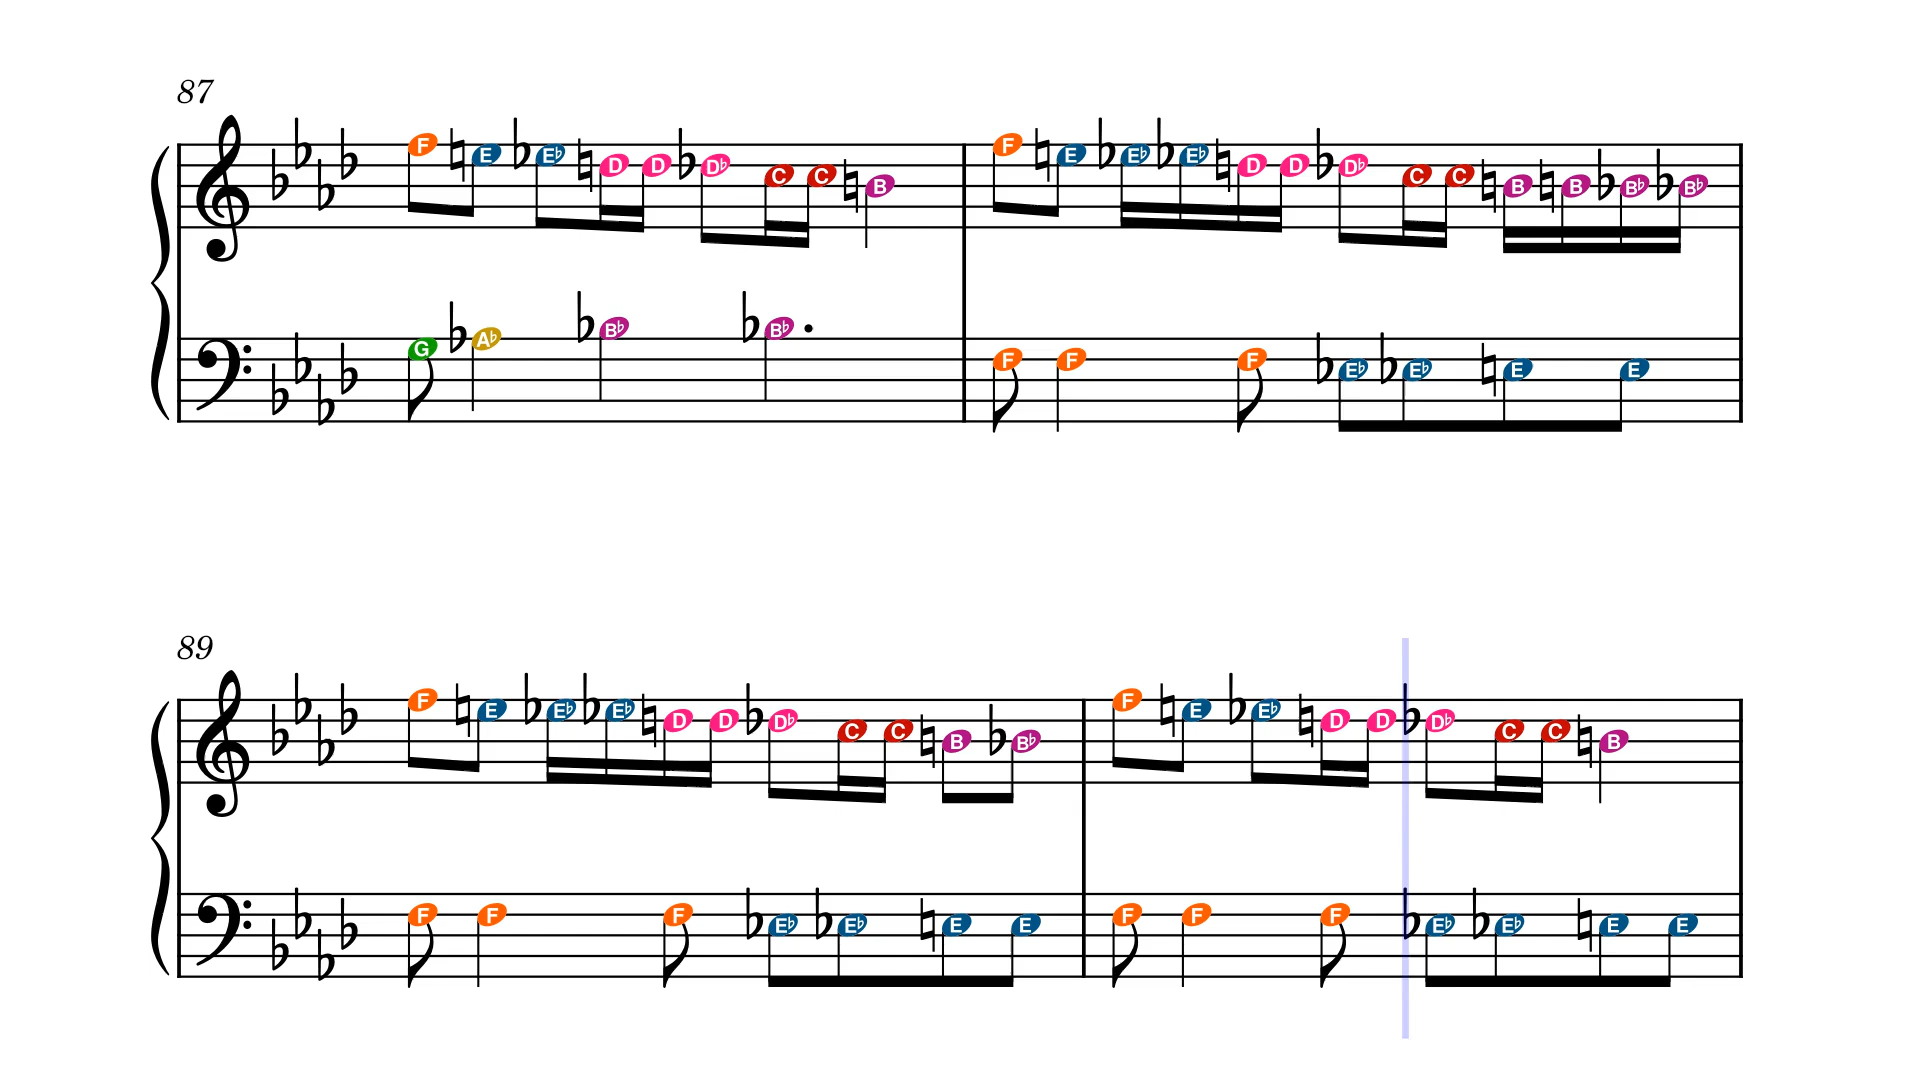 87
F E E♭ D D D♭ C C B F E E♭ E♭ D D D♭ C C B B B♭ B♭
G A♭ B♭ B♭ F F F E♭ E♭ E E
89
F E E♭ E♭ D D D♭ C C B B♭ F E E♭ D D D♭ C C B
F F F E♭ E♭ E E F F F E♭ E♭ E E